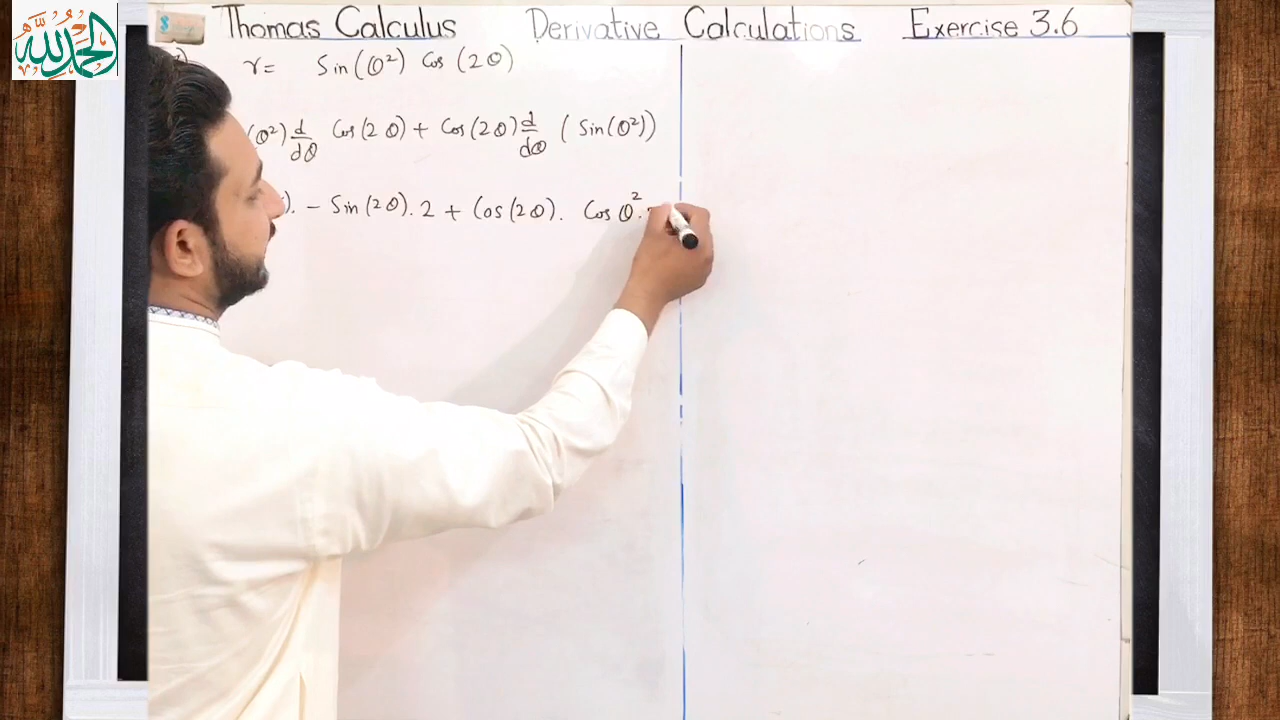 الحمدلله
Thomas Calculus Derivative Calculations Exercise 3.6
r = Sin(θ²) Cos (2θ)
(θ²) d/dθ Cos(2θ) + Cos(2θ) d/dθ ( Sin(θ²))
). – Sin(2θ). 2 + Cos(2θ). Cos θ².